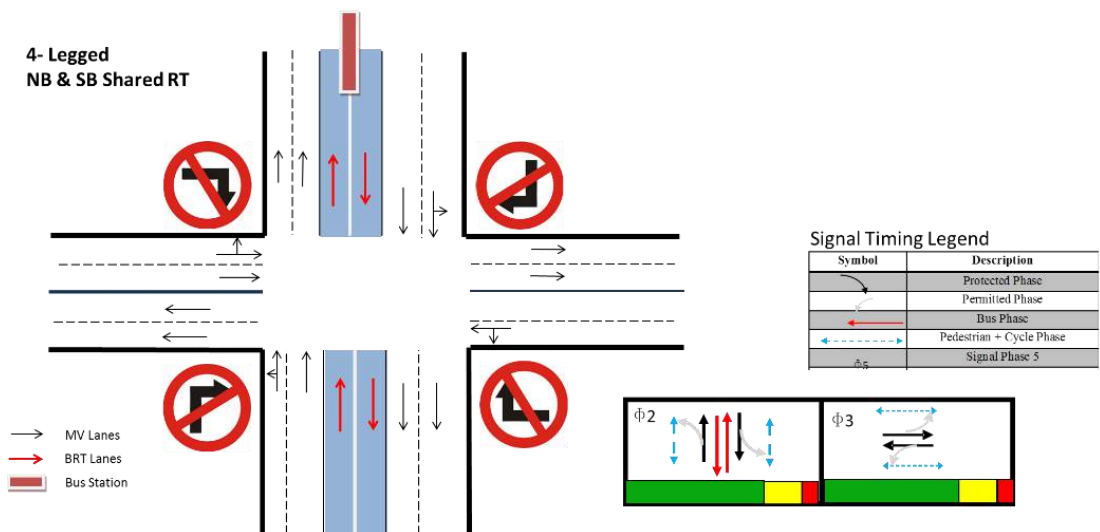 4- Legged
NB & SB Shared RT
MV Lanes
BRT Lanes
Bus Station
Signal Timing Legend
Symbol Description
Protected Phase
Permitted Phase
Bus Phase
Pedestrian + Cycle Phase
Φ5 Signal Phase 5
ϕ2
ϕ3